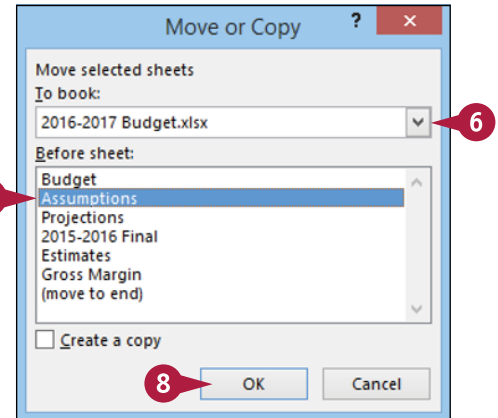 Move or Copy ? ×
Move selected sheets
To book:
2016-2017 Budget.xlsx
6
Before sheet:
Budget
Assumptions
Projections
2015-2016 Final
Estimates
Gross Margin
(move to end)
Create a copy
8 OK Cancel